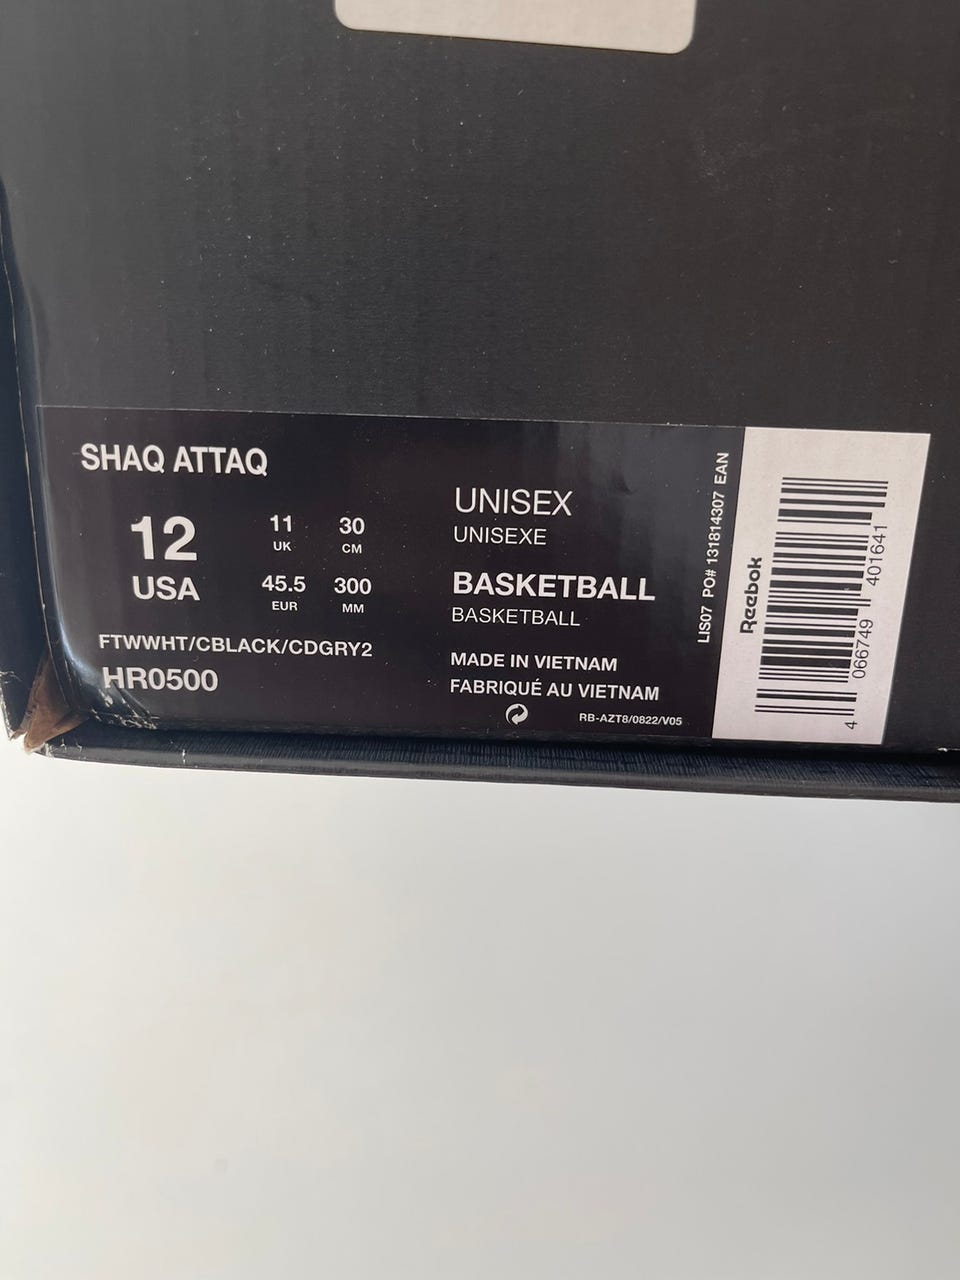 SHAQ ATTAQ
12
USA
11
UK
30
CM
45.5
EUR
300
MM
FTWWHT/CBLACK/CDGRY2
HR0500
UNISEX
UNISEXE
BASKETBALL
BASKETBALL
MADE IN VIETNAM
FABRIQUÉ AU VIETNAM
RB-AZT8/0822/V05
LIS07 PO# 131814307 EAN
Reebok
4 066749 401641